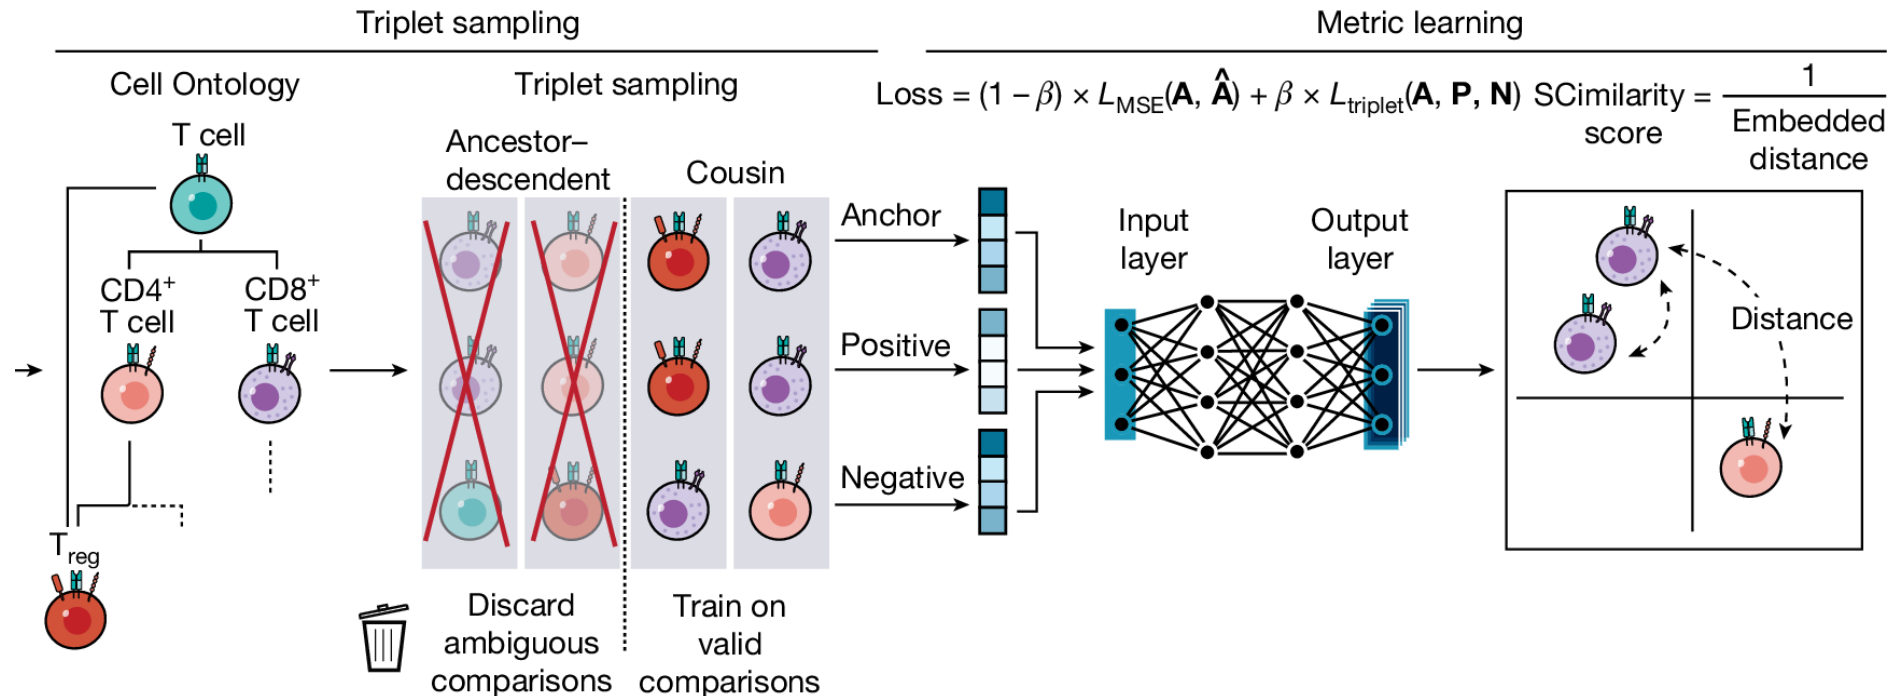 Triplet sampling
Metric learning
Cell Ontology
Triplet sampling
Loss = (1 – β) × L_MSE(A, Â) + β × L_triplet(A, P, N)
SCimilarity score = 1 / Embedded distance
T cell
CD4⁺
T cell
CD8⁺
T cell
T_reg
Ancestor–
descendent
Cousin
Discard
ambiguous
comparisons
Train on
valid
comparisons
Anchor
Positive
Negative
Input
layer
Output
layer
Distance